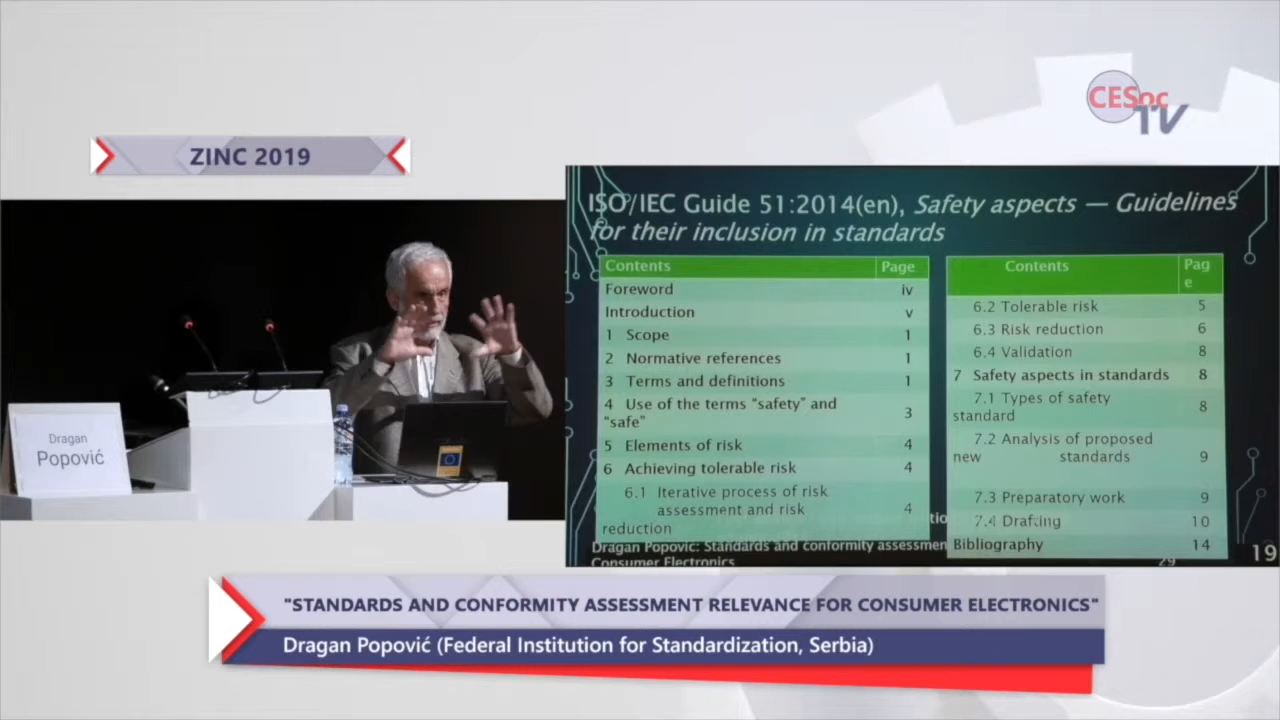 CESoc
TV
ZINC 2019
Dragan
Popović
ISO/IEC Guide 51:2014(en), Safety aspects — Guidelines
for their inclusion in standards
Contents Page
Foreword iv
Introduction v
1 Scope 1
2 Normative references 1
3 Terms and definitions 1
4 Use of the terms “safety” and
“safe” 3
5 Elements of risk 4
6 Achieving tolerable risk 4
6.1 Iterative process of risk
assessment and risk 4
reduction
Contents Pag
e
6.2 Tolerable risk 5
6.3 Risk reduction 6
6.4 Validation 8
7 Safety aspects in standards 8
7.1 Types of safety
standard 8
7.2 Analysis of proposed
new standards 9
7.3 Preparatory work 9
7.4 Drafting 10
Bibliography 14
Dragan Popovic: Standards and conformity assessment
Consumer Electronics
29
19
"STANDARDS AND CONFORMITY ASSESSMENT RELEVANCE FOR CONSUMER ELECTRONICS"
Dragan Popović (Federal Institution for Standardization, Serbia)